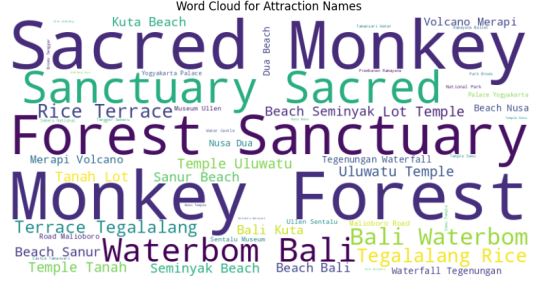 Word Cloud for Attraction Names
Kuta Beach
Volcano Merapi
Sacred Monkey
Dua Beach
Yogyakarta Palace
Sanctuary Sacred
National Park
Palace Yogyakarta
Rice Terrace
Museum Ullen
Beach Seminyak
Lot Temple
Beach Nusa
Forest Sanctuary
Nusa Dua
Merapi Volcano
Temple Uluwatu
Tegenungan Waterfall
Tanah Lot
Sanur Beach
Uluwatu Temple
Monkey Forest
Terrace Tegalalang
Bali Kuta
Ullen Sentalu
Malioboro Road
Road Malioboro
Sentalu Museum
Bali Waterbom
Beach Sanur
Waterbom Bali
Tegalalang Rice
Temple Tanah
Seminyak Beach
Beach Bali
Waterfall Tegenungan